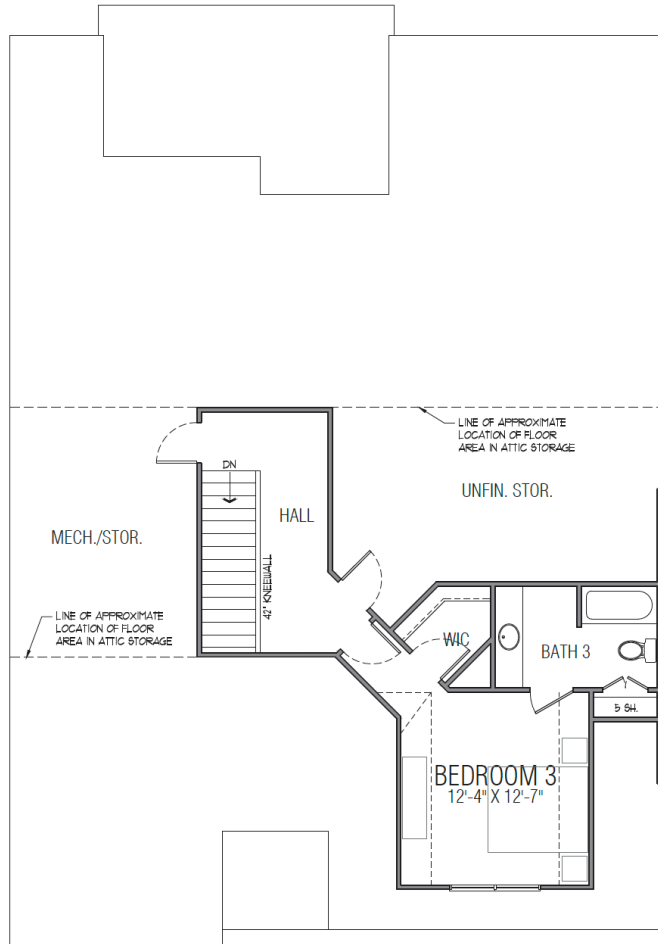 LINE OF APPROXIMATE
LOCATION OF FLOOR
AREA IN ATTIC STORAGE
DN
UNFIN. STOR.
HALL
MECH./STOR.
42" KNEEWALL
LINE OF APPROXIMATE
LOCATION OF FLOOR
AREA IN ATTIC STORAGE
WIC
BATH 3
5 SH.
BEDROOM 3
12'-4" X 12'-7"